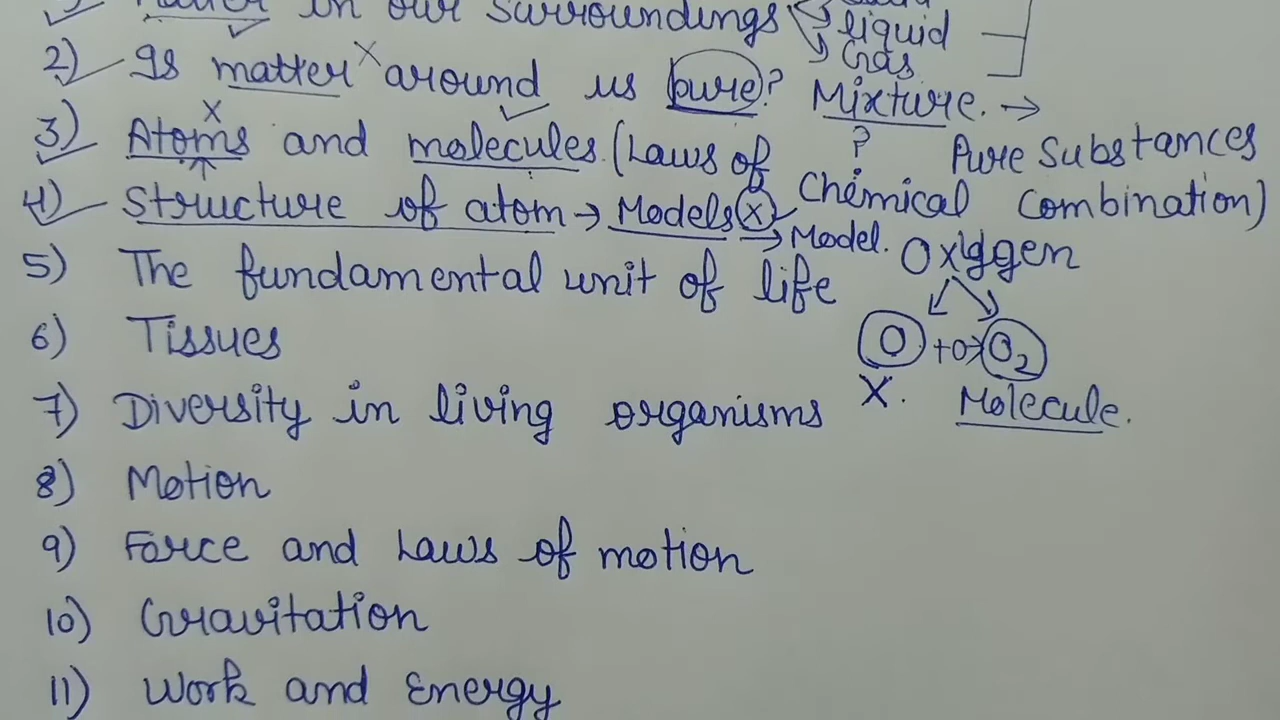 Matter in our surroundings
liquid
Gas
2) Is matter around us pure? Mixture. →
3) Atoms and molecules. (Laws of
?
Pure Substances
Chemical Combination)
4) Structure of atom → Models (x)
→ Model.
Oxygen
5) The fundamental unit of life
O + O → O2
6) Tissues
X. Molecule.
7) Diversity in living organisms
8) Motion
9) Force and Laws of motion
10) Gravitation
11) Work and Energy